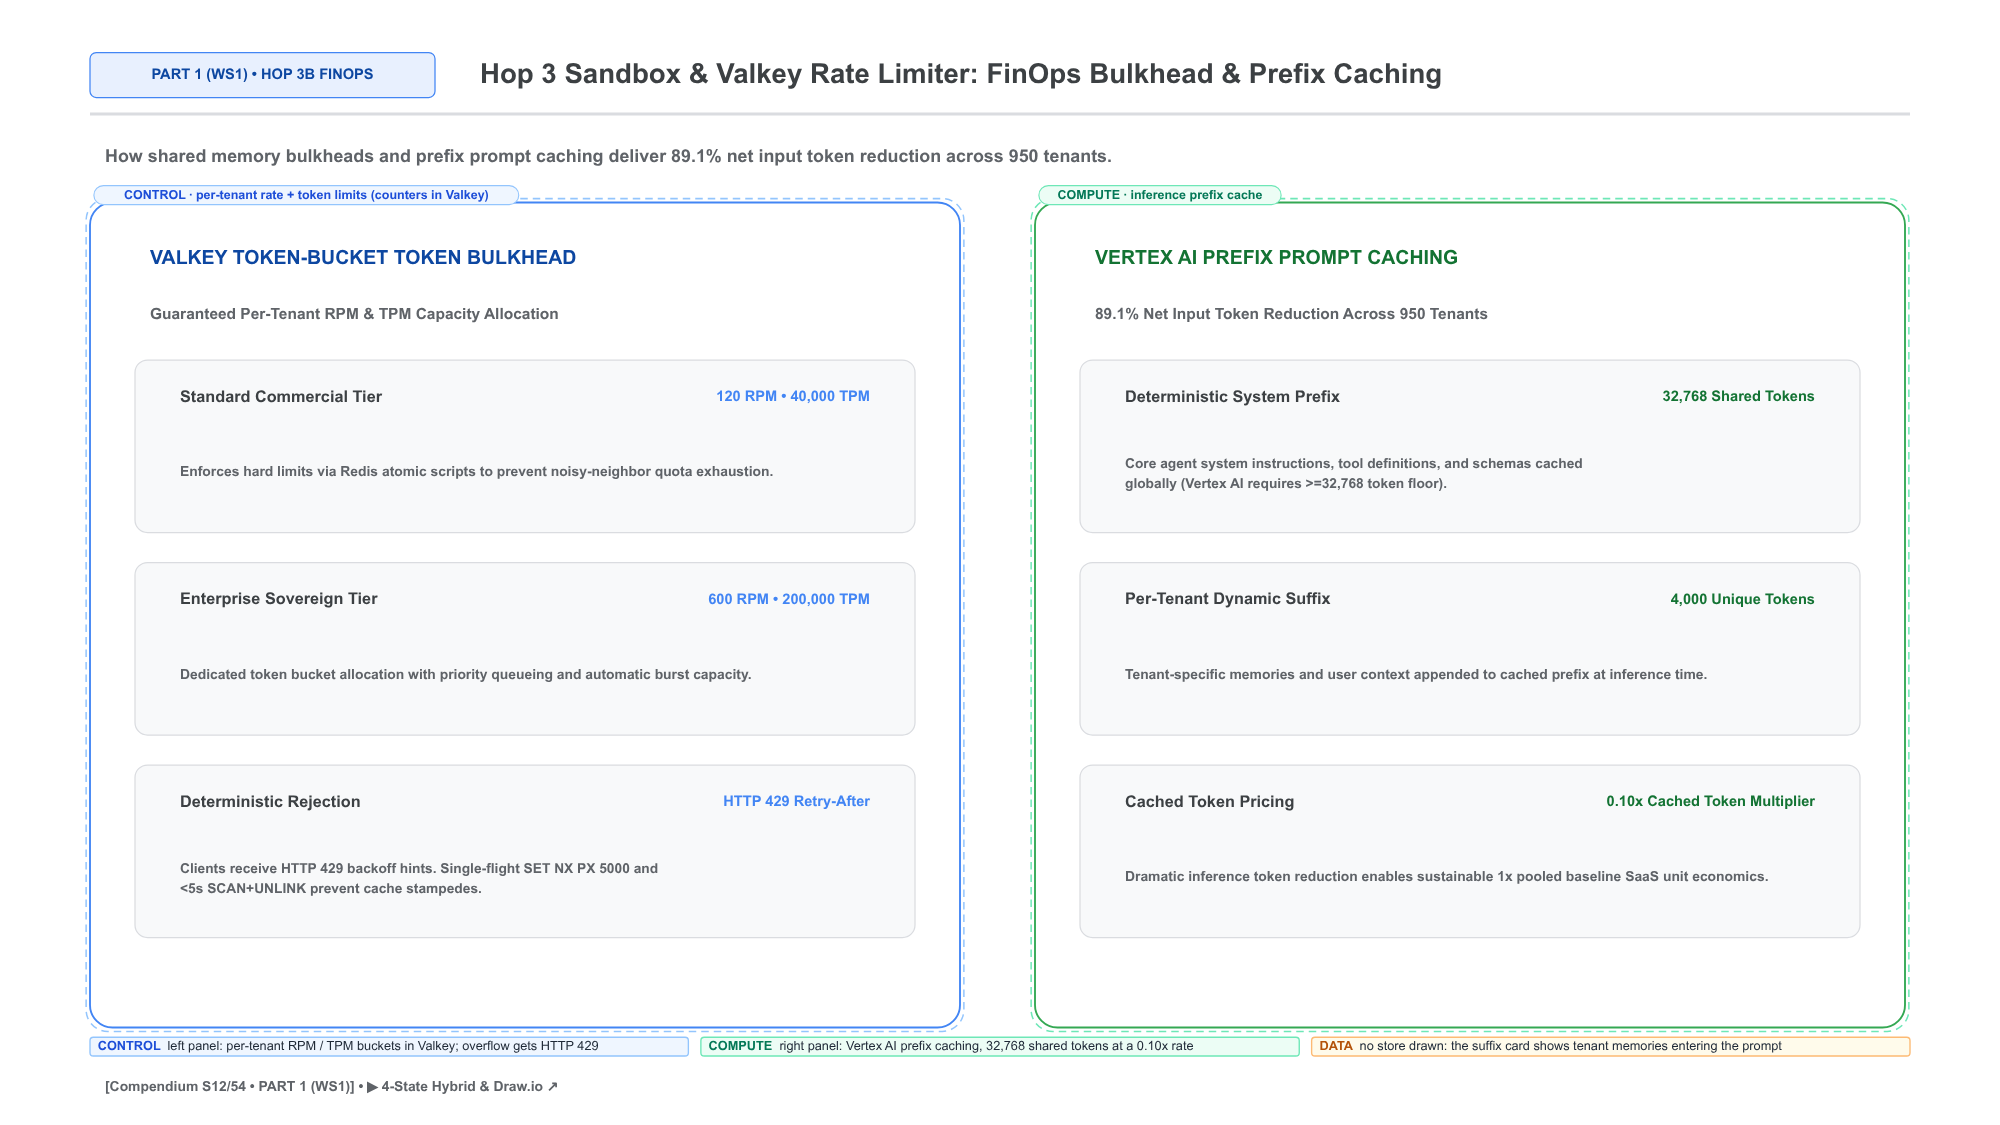 PART 1 (WS1) • HOP 3B FINOPS
Hop 3 Sandbox & Valkey Rate Limiter: FinOps Bulkhead & Prefix Caching
How shared memory bulkheads and prefix prompt caching deliver 89.1% net input token reduction across 950 tenants.
CONTROL · per-tenant rate + token limits (counters in Valkey)
VALKEY TOKEN-BUCKET TOKEN BULKHEAD
Guaranteed Per-Tenant RPM & TPM Capacity Allocation
Standard Commercial Tier
120 RPM • 40,000 TPM
Enforces hard limits via Redis atomic scripts to prevent noisy-neighbor quota exhaustion.
Enterprise Sovereign Tier
600 RPM • 200,000 TPM
Dedicated token bucket allocation with priority queueing and automatic burst capacity.
Deterministic Rejection
HTTP 429 Retry-After
Clients receive HTTP 429 backoff hints. Single-flight SET NX PX 5000 and
<5s SCAN+UNLINK prevent cache stampedes.
COMPUTE · inference prefix cache
VERTEX AI PREFIX PROMPT CACHING
89.1% Net Input Token Reduction Across 950 Tenants
Deterministic System Prefix
32,768 Shared Tokens
Core agent system instructions, tool definitions, and schemas cached
globally (Vertex AI requires >=32,768 token floor).
Per-Tenant Dynamic Suffix
4,000 Unique Tokens
Tenant-specific memories and user context appended to cached prefix at inference time.
Cached Token Pricing
0.10x Cached Token Multiplier
Dramatic inference token reduction enables sustainable 1x pooled baseline SaaS unit economics.
CONTROL left panel: per-tenant RPM / TPM buckets in Valkey; overflow gets HTTP 429
COMPUTE right panel: Vertex AI prefix caching, 32,768 shared tokens at a 0.10x rate
DATA no store drawn: the suffix card shows tenant memories entering the prompt
[Compendium S12/54 • PART 1 (WS1)] • ▶ 4-State Hybrid & Draw.io ↗